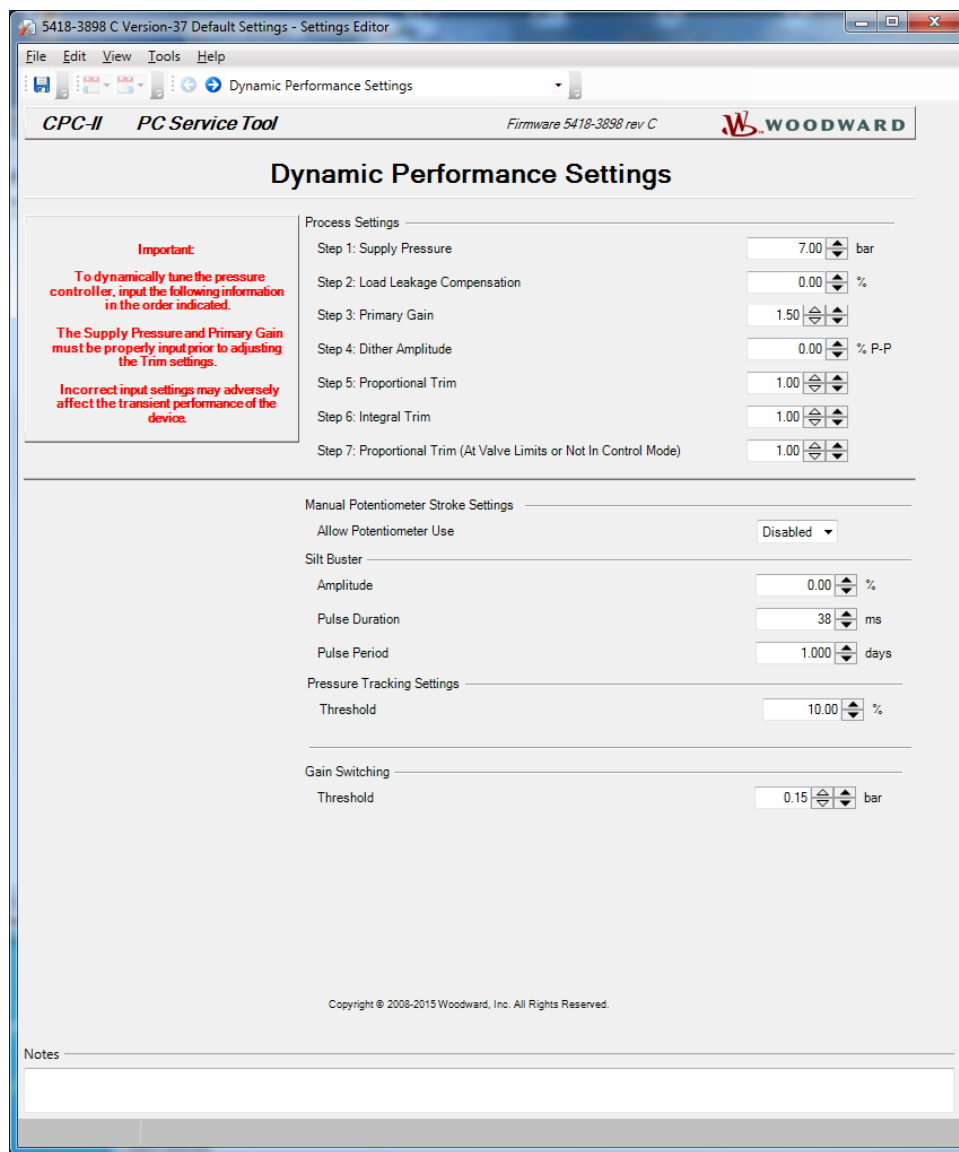 5418-3898 C Version-37 Default Settings - Settings Editor
File Edit View Tools Help
Dynamic Performance Settings
CPC-II PC Service Tool Firmware 5418-3898 rev C WOODWARD
Dynamic Performance Settings
Important:
To dynamically tune the pressure
controller, input the following information
in the order indicated.
The Supply Pressure and Primary Gain
must be properly input prior to adjusting
the Trim settings.
Incorrect input settings may adversely
affect the transient performance of the
device.
Process Settings
Step 1: Supply Pressure 7.00 bar
Step 2: Load Leakage Compensation 0.00 %
Step 3: Primary Gain 1.50
Step 4: Dither Amplitude 0.00 % P-P
Step 5: Proportional Trim 1.00
Step 6: Integral Trim 1.00
Step 7: Proportional Trim (At Valve Limits or Not In Control Mode) 1.00
Manual Potentiometer Stroke Settings
Allow Potentiometer Use Disabled
Silt Buster
Amplitude 0.00 %
Pulse Duration 38 ms
Pulse Period 1.000 days
Pressure Tracking Settings
Threshold 10.00 %
Gain Switching
Threshold 0.15 bar
Copyright © 2008-2015 Woodward, Inc. All Rights Reserved.
Notes